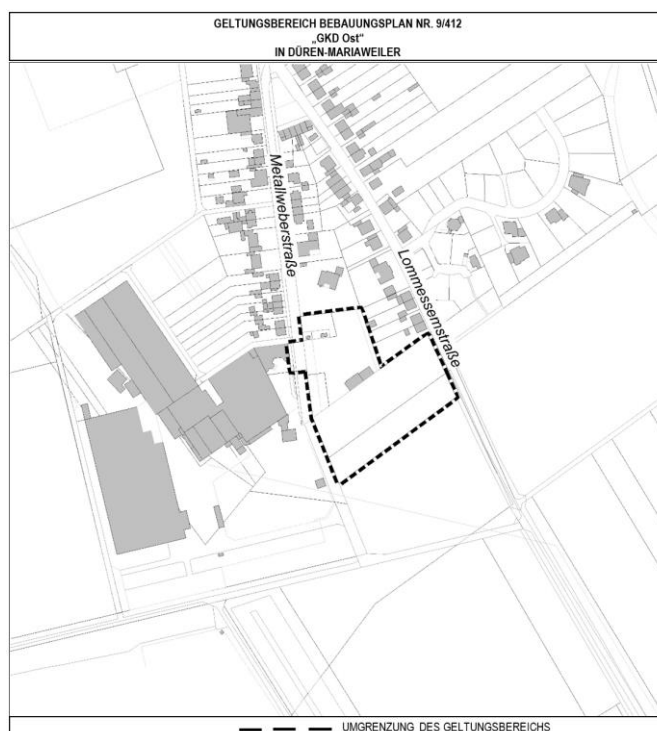 GELTUNGSBEREICH BEBAUUNGSPLAN NR. 9/412
„GKD Ost“
IN DÜREN-MARIAWEILER
Metallweberstraße
Lommessemstraße
UMGRENZUNG DES GELTUNGSBEREICHS